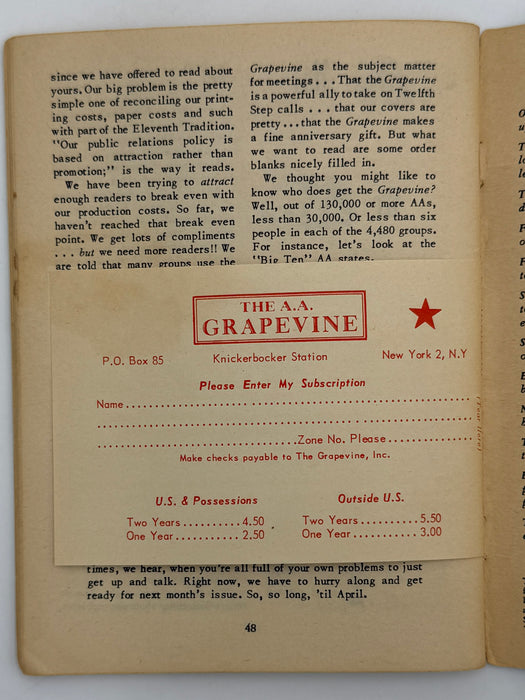 since we have offered to read about
yours. Our big problem is the pretty
simple one of reconciling our print-
ing costs, paper costs and such
with part of the Eleventh Tradition.
"Our public relations policy is
based on attraction rather than
promotion;" is the way it reads.
We have been trying to attract
enough readers to break even with
our production costs. So far, we
haven't reached that break even
point. We get lots of compliments
. . . but we need more readers!! We
are told that many groups use the
Grapevine as the subject matter
for meetings . . . That the Grapevine
is a powerful ally to take on Twelfth
Step calls . . . that our covers are
pretty . . . that the Grapevine makes
a fine anniversary gift. But what
we want to read are some order
blanks nicely filled in.
We thought you might like to
know who does get the Grapevine?
Well, out of 130,000 or more AAs,
less than 30,000. Or less than six
people in each of the 4,480 groups.
For instance, let's look at the
"Big Ten" AA states.
THE A.A.
GRAPEVINE
P.O. Box 85 Knickerbocker Station New York 2, N.Y
Please Enter My Subscription
Name
Zone No. Please
Make checks payable to The Grapevine, Inc.
(Tear Here)
U.S. & Possessions
Two Years..........4.50
One Year...........2.50
Outside U.S.
Two Years..........5.50
One Year...........3.00
times, we hear, when you're all full of your own problems to just
get up and talk. Right now, we have to hurry along and get
ready for next month's issue. So, so long, 'til April.
48